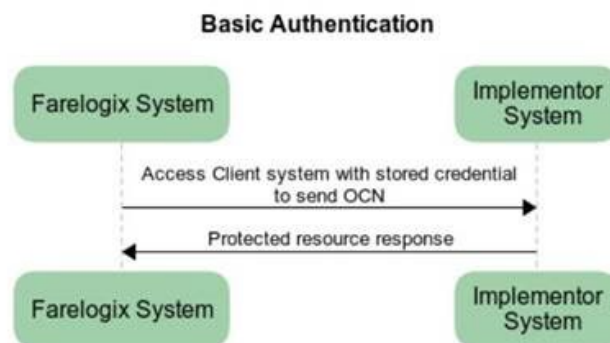 Basic Authentication
Farelogix System
Implementor
System
Access Client system with stored credential
to send OCN
Protected resource response
Farelogix System
Implementor
System